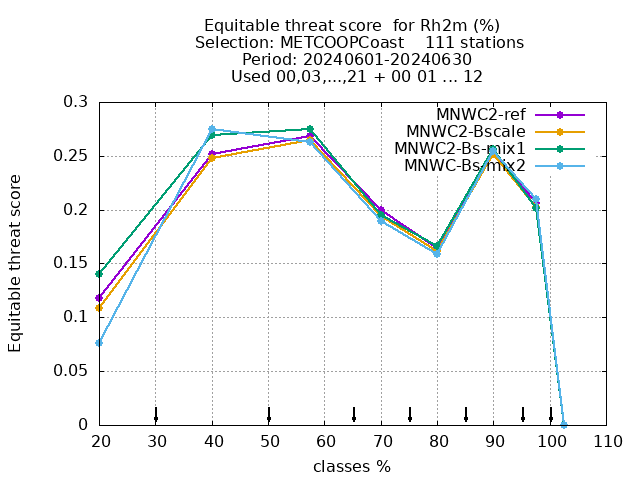 Equitable threat score  for Rh2m (%)
Selection: METCOOPCoast    111 stations
Period: 20240601-20240630
Used 00,03,...,21 + 00 01 ... 12
MNWC2-ref
MNWC2-Bscale
MNWC2-Bs-mix1
MNWC-Bs-mix2
Equitable threat score
0.3
0.25
0.2
0.15
0.1
0.05
0
20 30 40 50 60 70 80 90 100 110
classes %